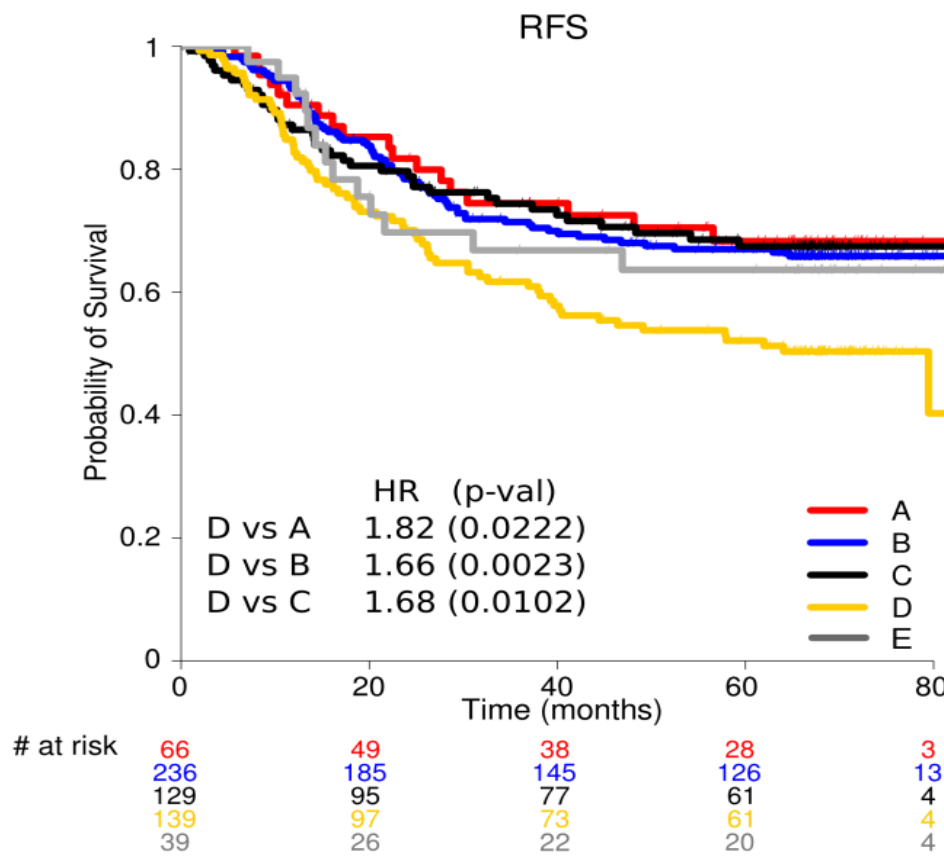 RFS
1
0.8
0.6
0.4
0.2
0
Probability of Survival
HR (p-val)
D vs A 1.82 (0.0222)
D vs B 1.66 (0.0023)
D vs C 1.68 (0.0102)
A
B
C
D
E
0 20 40 60 80
Time (months)
# at risk
66 49 38 28 3
236 185 145 126 13
129 95 77 61 4
139 97 73 61 4
39 26 22 20 4